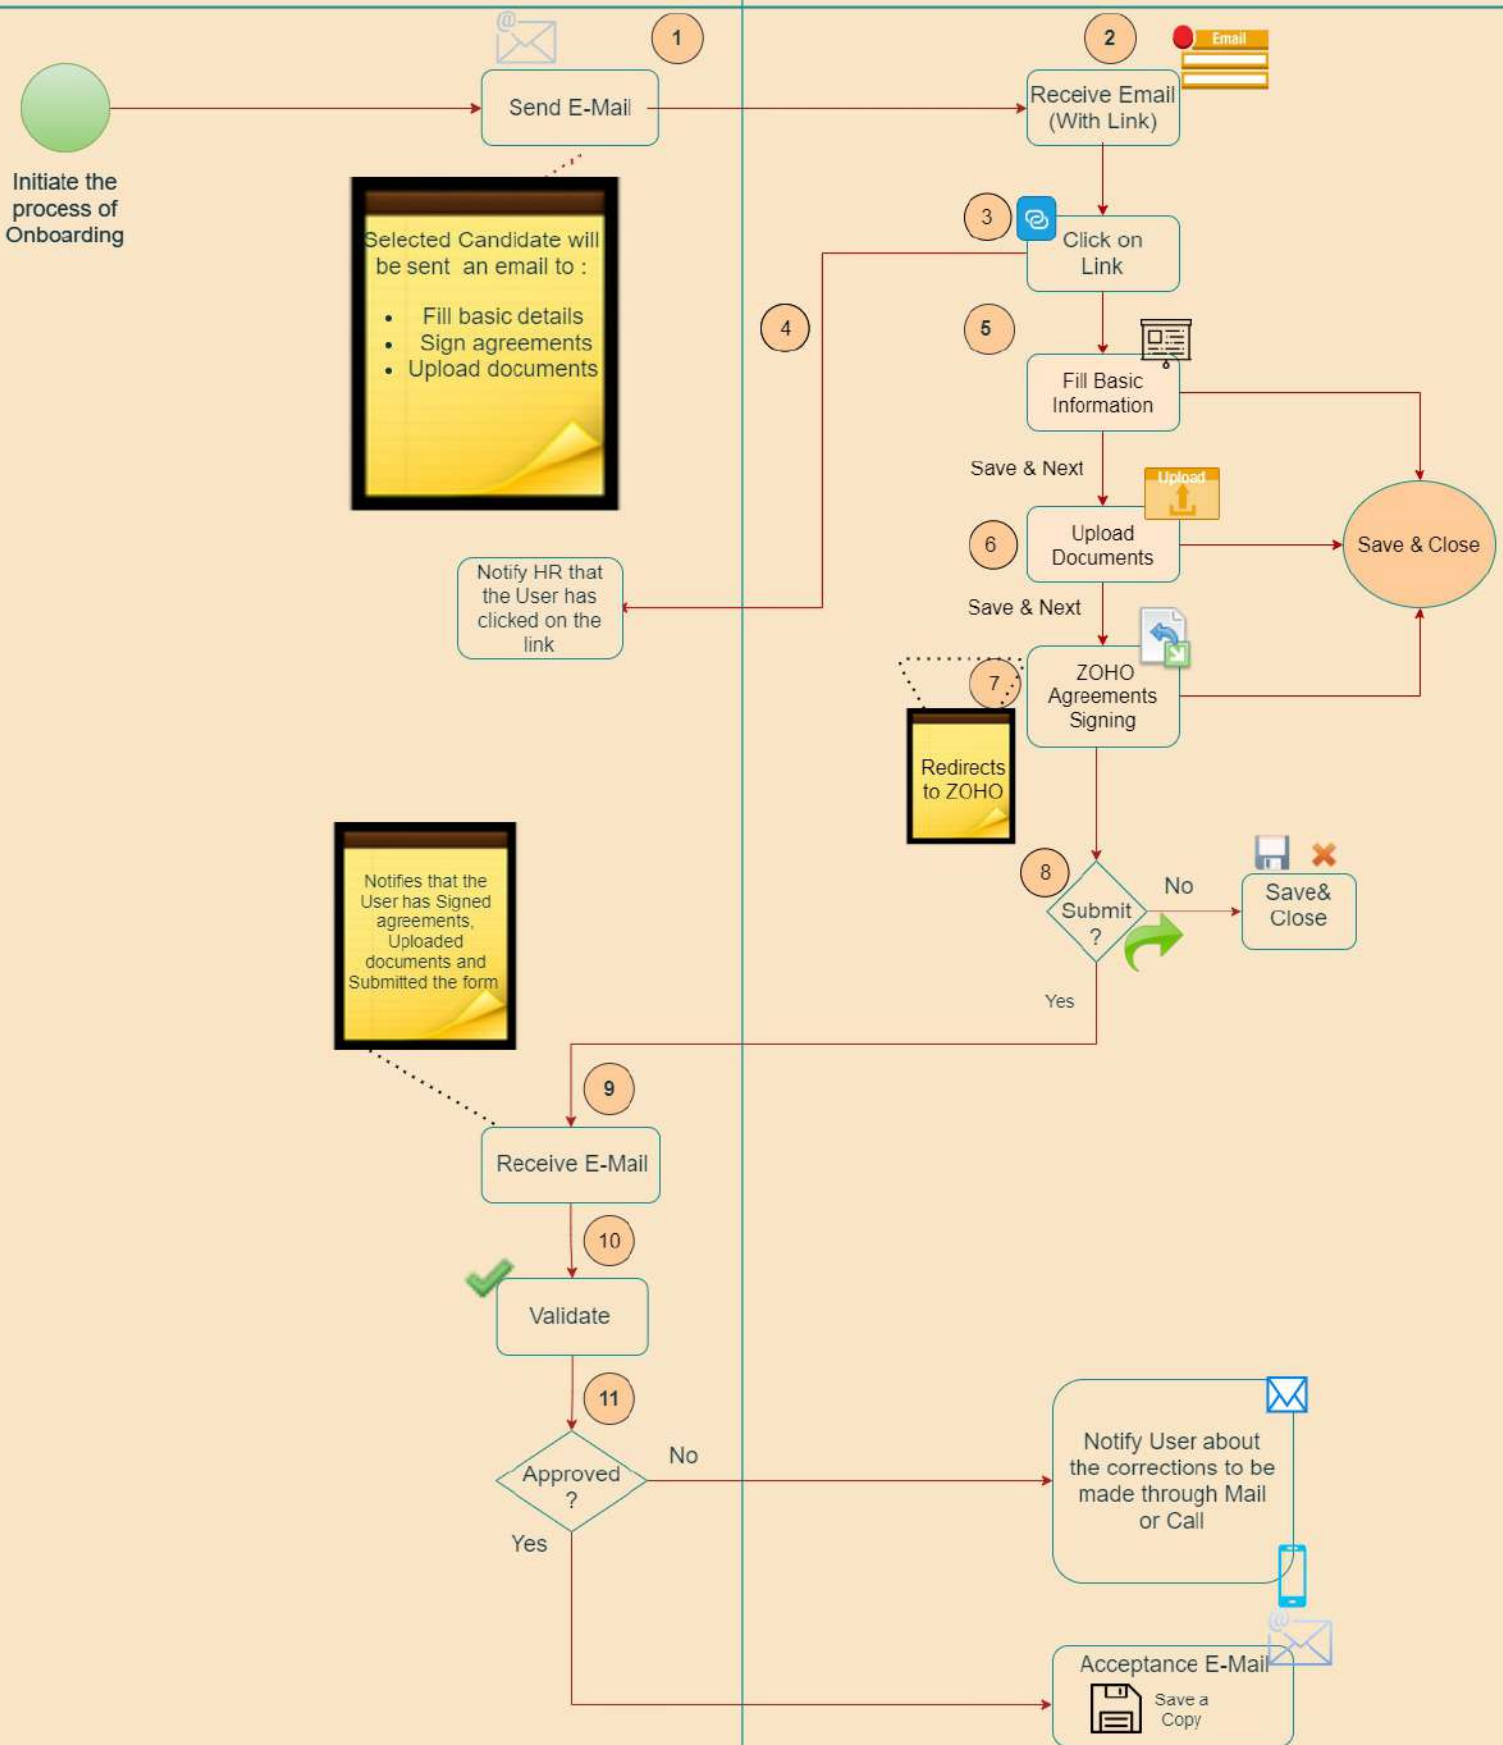 @
1
2
Email
Send E-Mail
Receive Email
(With Link)
Initiate the
process of
Onboarding
Selected Candidate will
be sent an email to :
• Fill basic details
• Sign agreements
• Upload documents
3
Click on
Link
4
5
Fill Basic
Information
Save & Next
Upload
6
Upload
Documents
Save & Close
Notify HR that
the User has
clicked on the
link
Save & Next
7
ZOHO
Agreements
Signing
Redirects
to ZOHO
8
Submit
?
No
Save&
Close
Notifies that the
User has Signed
agreements,
Uploaded
documents and
Submitted the form
Yes
9
Receive E-Mail
10
Validate
11
Approved
?
No
Notify User about
the corrections to be
made through Mail
or Call
Yes
@
Acceptance E-Mail
Save a
Copy